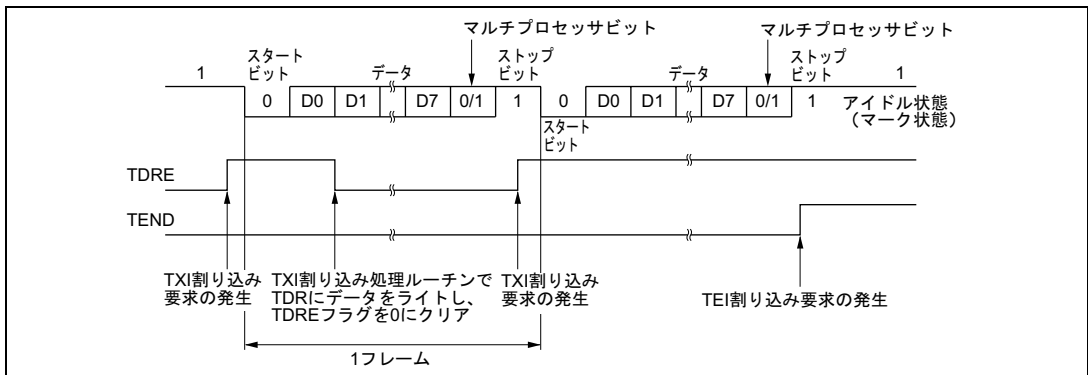 マルチプロセッサビット
マルチプロセッサビット
1
スタート
ビット
データ
ストップ
ビット
データ
ストップ
ビット
1
0 D0 D1 D7 0/1 1 0 D0 D1 D7 0/1 1
アイドル状態
（マーク状態）
スタート
ビット
TDRE
TEND
TXI割り込み
要求の発生
TXI割り込み処理ルーチンで
TDRにデータをライトし、
TDREフラグを0にクリア
TXI割り込み
要求の発生
TEI割り込み要求の発生
1フレーム